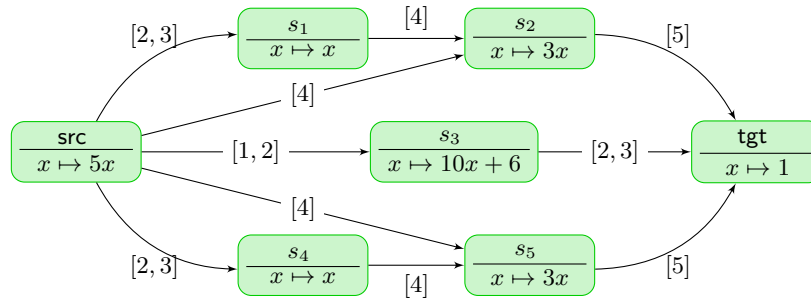 [2, 3]
s₁
x ↦ x
[4]
s₂
x ↦ 3x
[5]
[4]
src
x ↦ 5x
[1, 2]
s₃
x ↦ 10x + 6
[2, 3]
tgt
x ↦ 1
[4]
[2, 3]
s₄
x ↦ x
[4]
s₅
x ↦ 3x
[5]